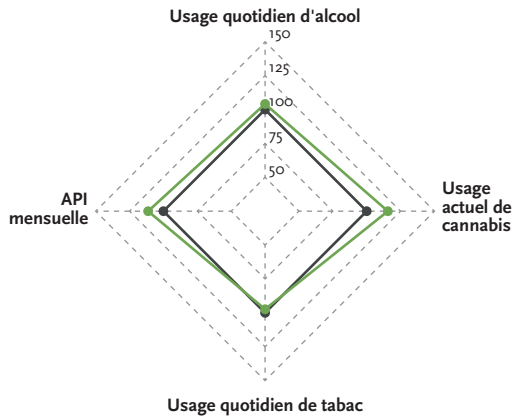 Usage quotidien d'alcool
150
125
100
75
50
API
mensuelle
Usage
actuel de
cannabis
Usage quotidien de tabac